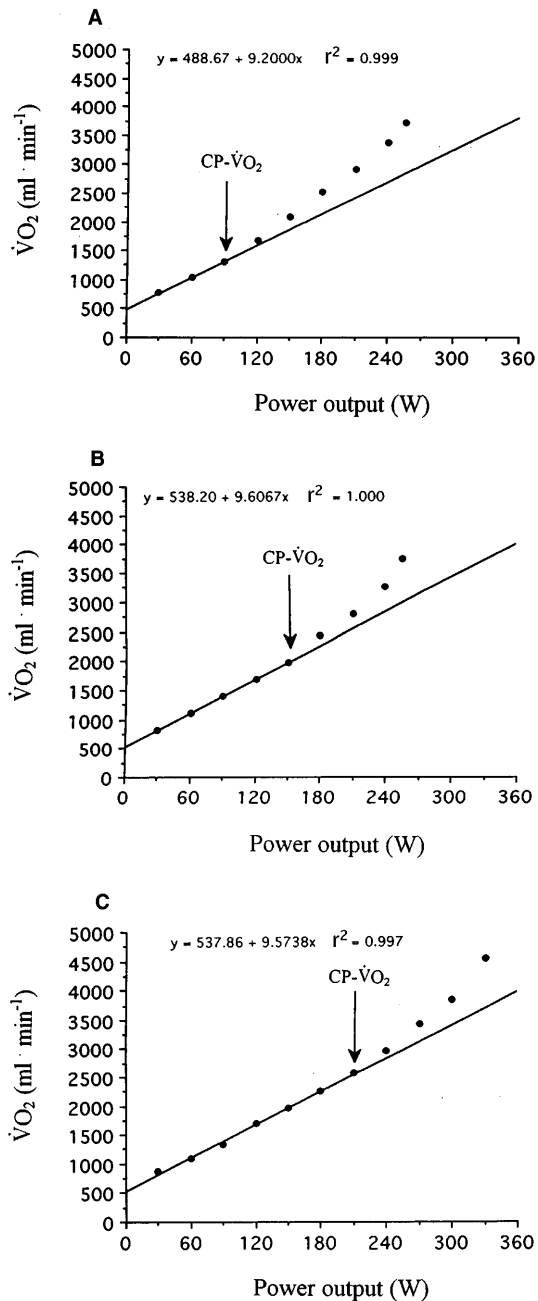 A
y = 488.67 + 9.2000x r² = 0.999
5000
4500
4000
3500
3000
2500
2000
1500
1000
500
0
V̇O₂ (ml · min⁻¹)
CP-V̇O₂
0 60 120 180 240 300 360
Power output (W)
B
y = 538.20 + 9.6067x r² = 1.000
5000
4500
4000
3500
3000
2500
2000
1500
1000
500
0
V̇O₂ (ml · min⁻¹)
CP-V̇O₂
0 60 120 180 240 300 360
Power output (W)
C
y = 537.86 + 9.5738x r² = 0.997
5000
4500
4000
3500
3000
2500
2000
1500
1000
500
0
V̇O₂ (ml · min⁻¹)
CP-V̇O₂
0 60 120 180 240 300 360
Power output (W)